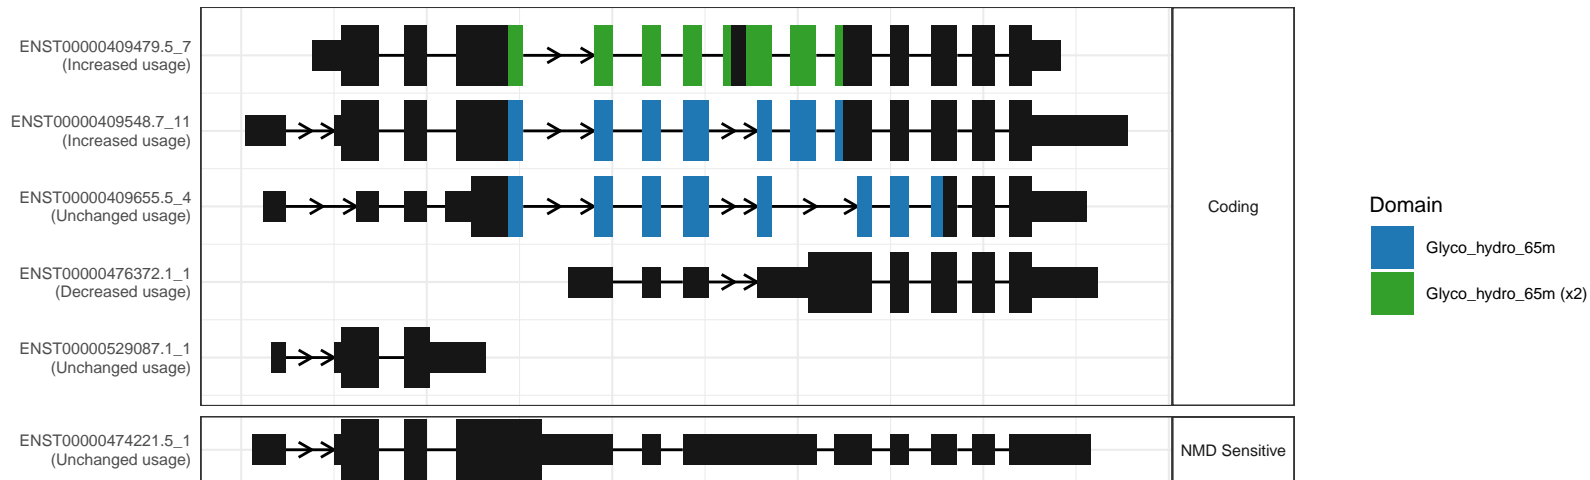 ENST00000409479.5_7
(Increased usage)
ENST00000409548.7_11
(Increased usage)
ENST00000409655.5_4
(Unchanged usage)
ENST00000476372.1_1
(Decreased usage)
ENST00000529087.1_1
(Unchanged usage)
Coding
ENST00000474221.5_1
(Unchanged usage)
NMD Sensitive
Domain
Glyco_hydro_65m
Glyco_hydro_65m (x2)